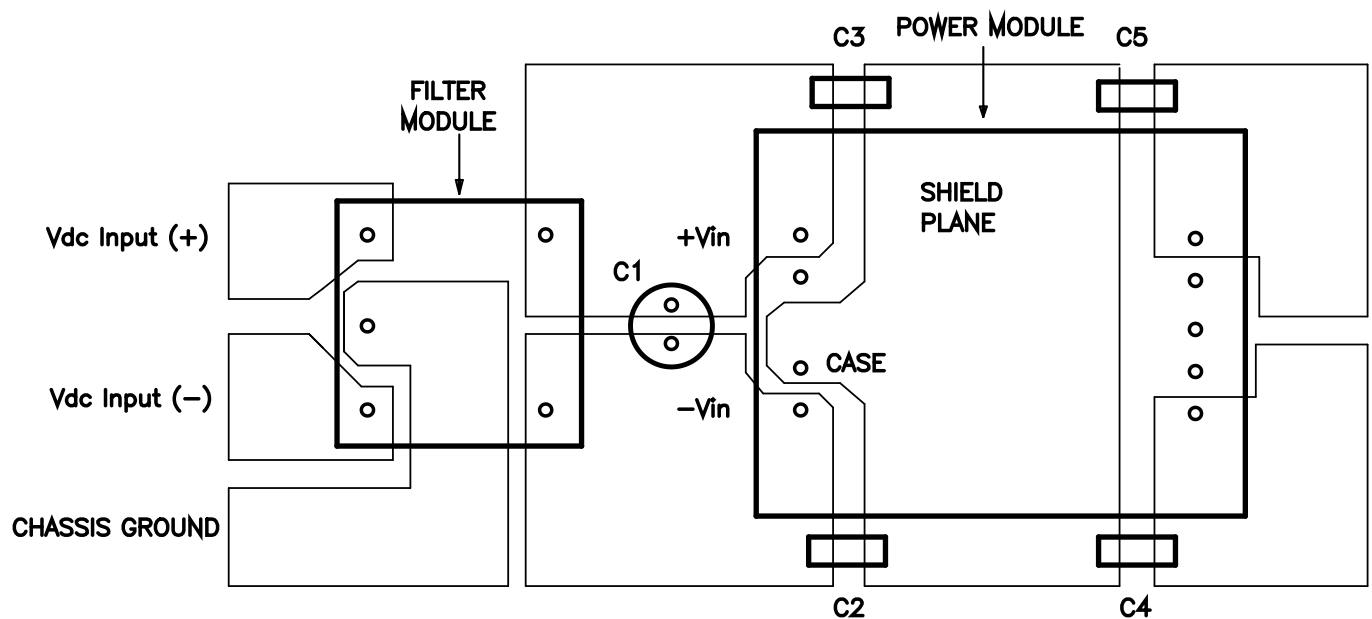 C3
POWER MODULE
C5
FILTER
MODULE
SHIELD
PLANE
Vdc Input (+)
+Vin
C1
CASE
Vdc Input (−)
−Vin
CHASSIS GROUND
C2
C4